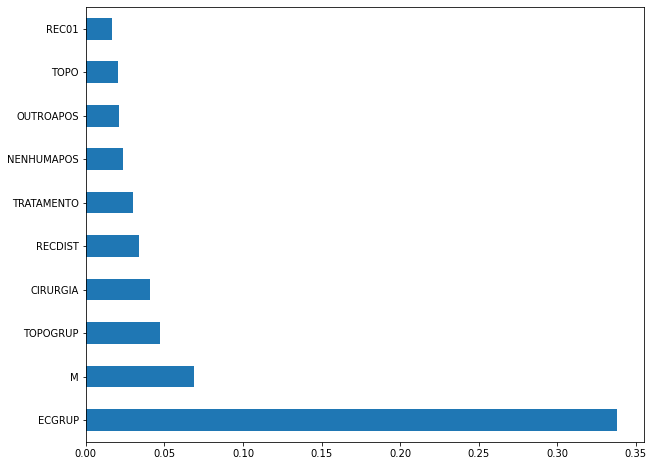 REC01
TOPO
OUTROAPOS
NENHUMAPOS
TRATAMENTO
RECDIST
CIRURGIA
TOPOGRUP
M
ECGRUP
0.00 0.05 0.10 0.15 0.20 0.25 0.30 0.35